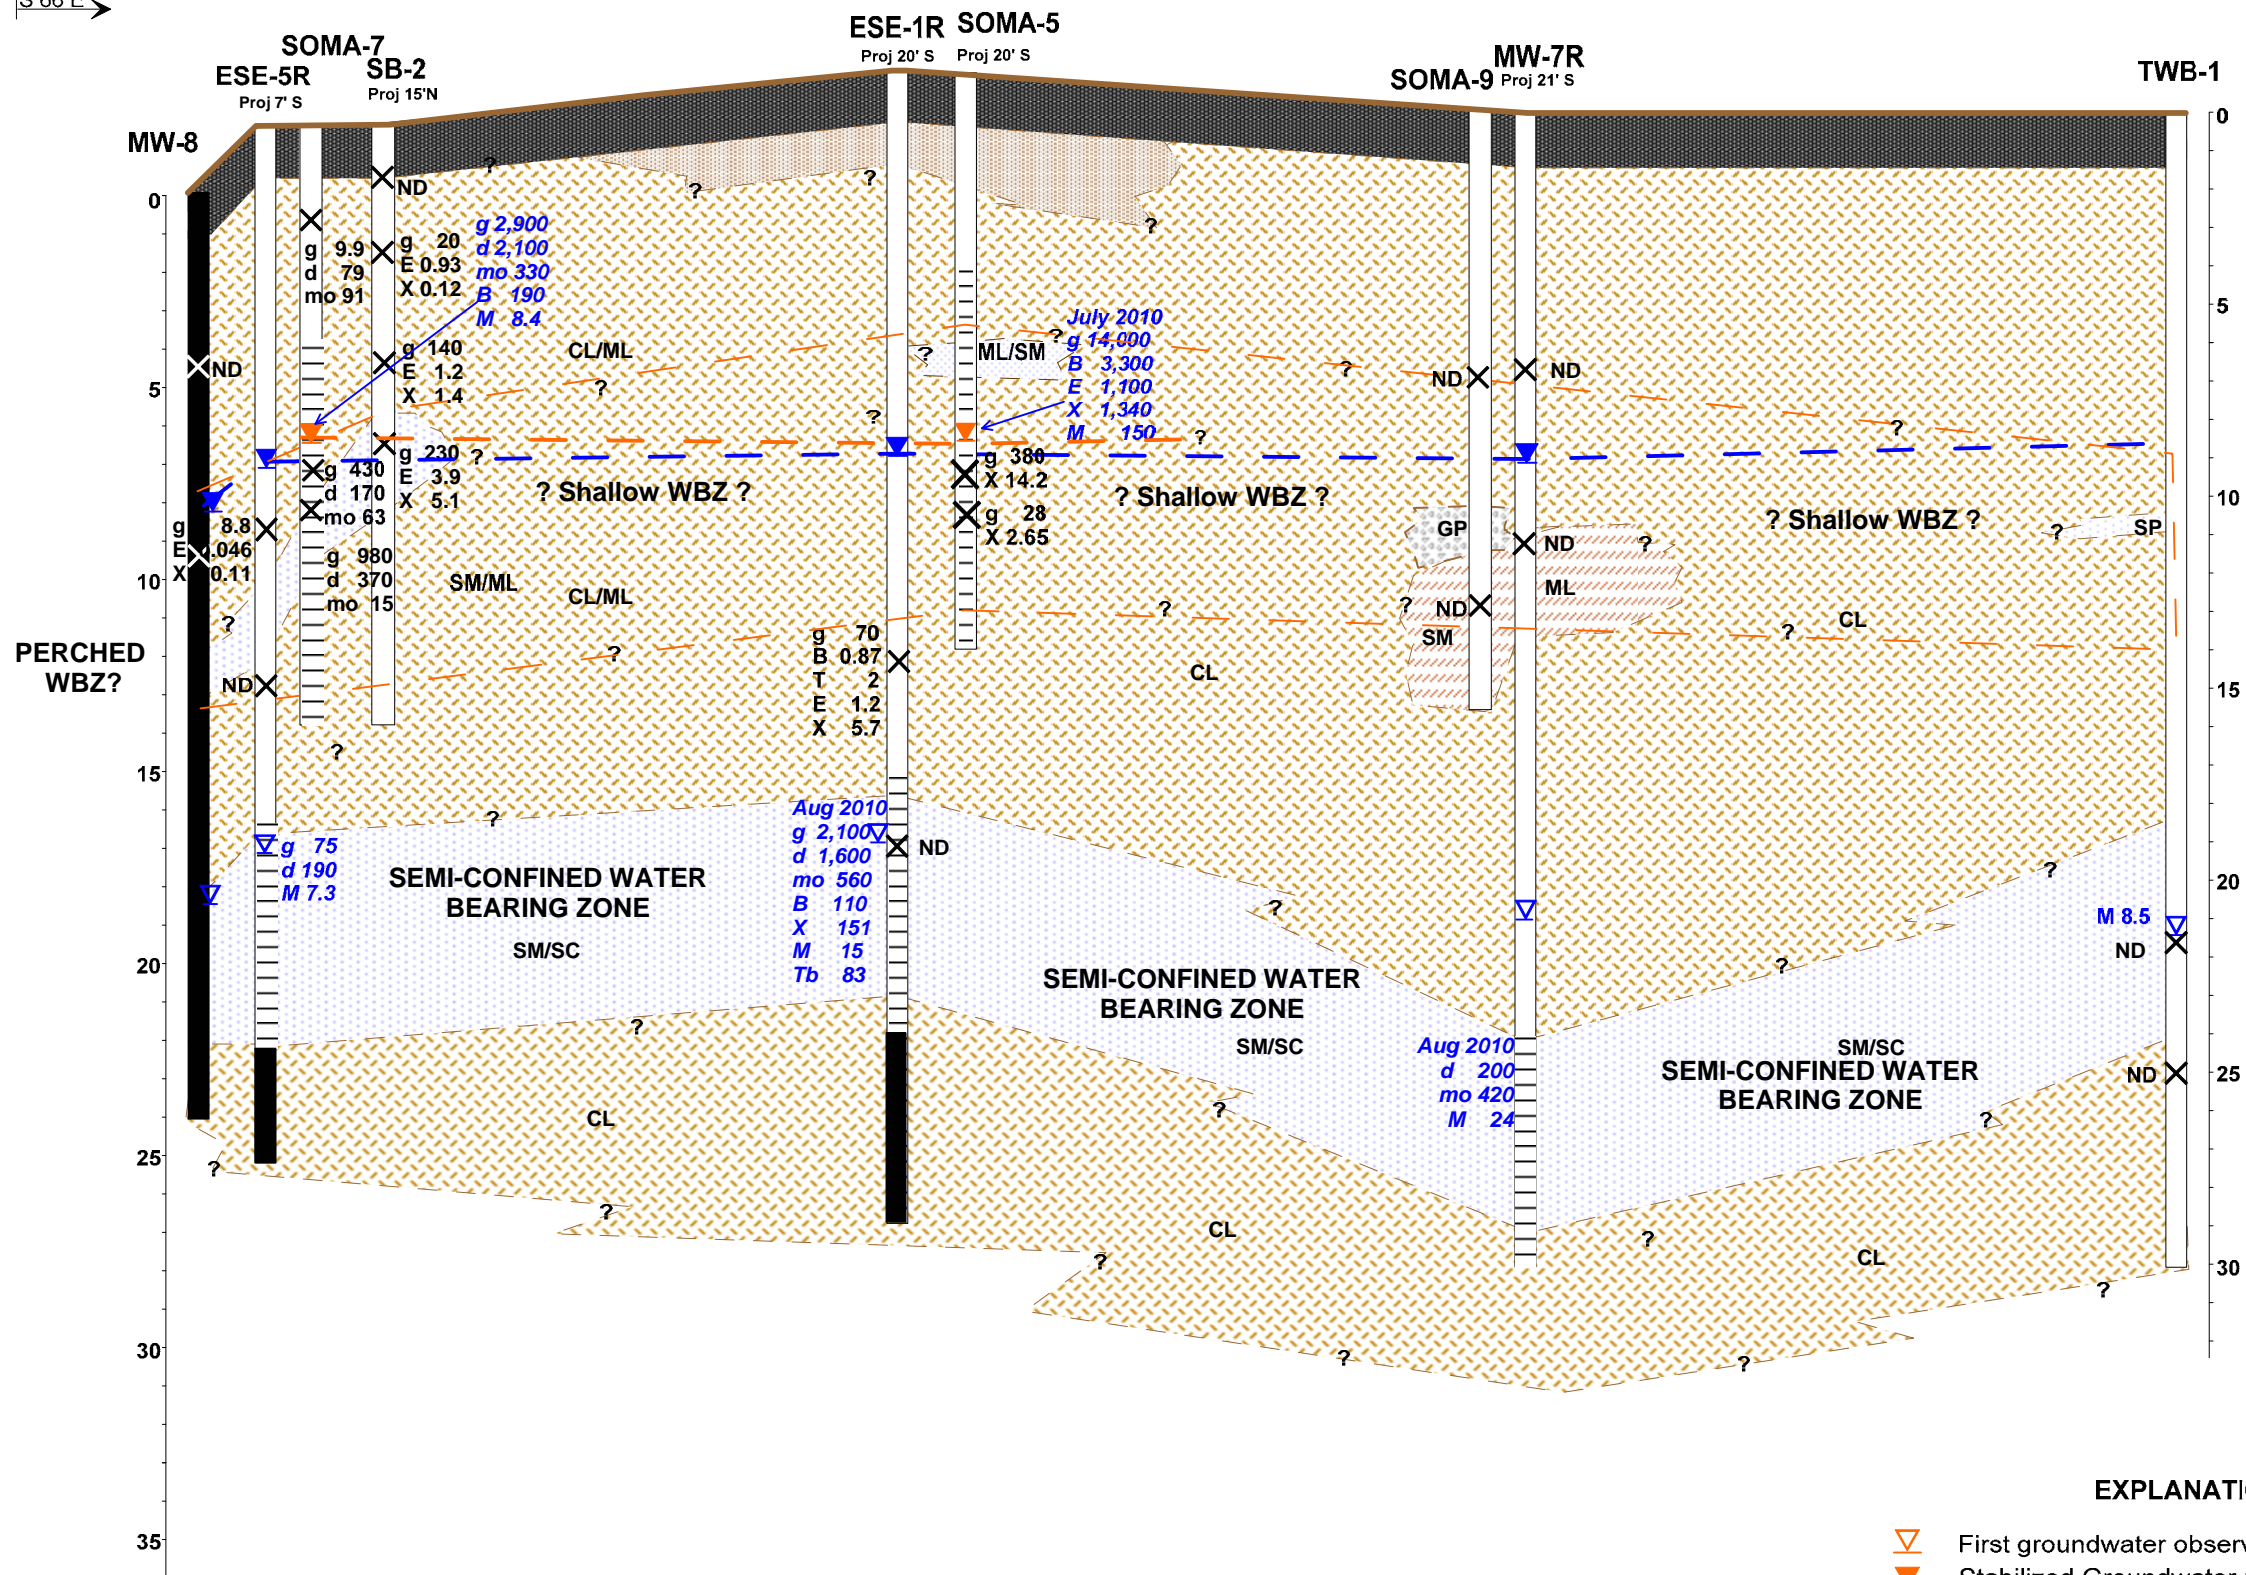 S 66 E
SOMA-7
ESE-5R
Proj 7' S
SB-2
Proj 15'N
MW-8
ESE-1R
Proj 20' S
SOMA-5
Proj 20' S
SOMA-9
MW-7R
Proj 21' S
TWB-1
0
5
10
15
20
25
30
35
0
5
10
15
20
25
30
PERCHED
WBZ?
ND
g 8.8
E .046
X 0.11
ND
g 9.9
d 79
mo 91
ND
g 20
E 0.93
X 0.12
g 2,900
d 2,100
mo 330
B 190
M 8.4
g 140
E 1.2
X 1.4
g 230
E 3.9
X 5.1
g 430
d 170
mo 63
g 980
d 370
mo 15
CL/ML
?
? Shallow WBZ ?
SM/ML
CL/ML
?
?
?
?
?
?
?
?
?
?
ML/SM
?
?
July 2010
g 14,000
B 3,300
E 1,100
X 1,340
M 150
?
g 380
X 14.2
g 28
X 2.65
? Shallow WBZ ?
g 70
B 0.87
T 2
E 1.2
X 5.7
?
CL
?
ND
ND
GP
ND
?
ML
?
ND
SM
?
? Shallow WBZ ?
?
SP
CL
?
?
g 75
d 190
M 7.3
SEMI-CONFINED WATER
BEARING ZONE
SM/SC
Aug 2010
g 2,100
d 1,600
mo 560
B 110
X 151
M 15
Tb 83
ND
?
SEMI-CONFINED WATER
BEARING ZONE
SM/SC
?
?
M 8.5
ND
ND
Aug 2010
d 200
mo 420
M 24
SM/SC
SEMI-CONFINED WATER
BEARING ZONE
?
?
?
CL
?
?
CL
?
?
CL
?
?
?
?
EXPLANATI
First groundwater observ
Stabilized Groundwater